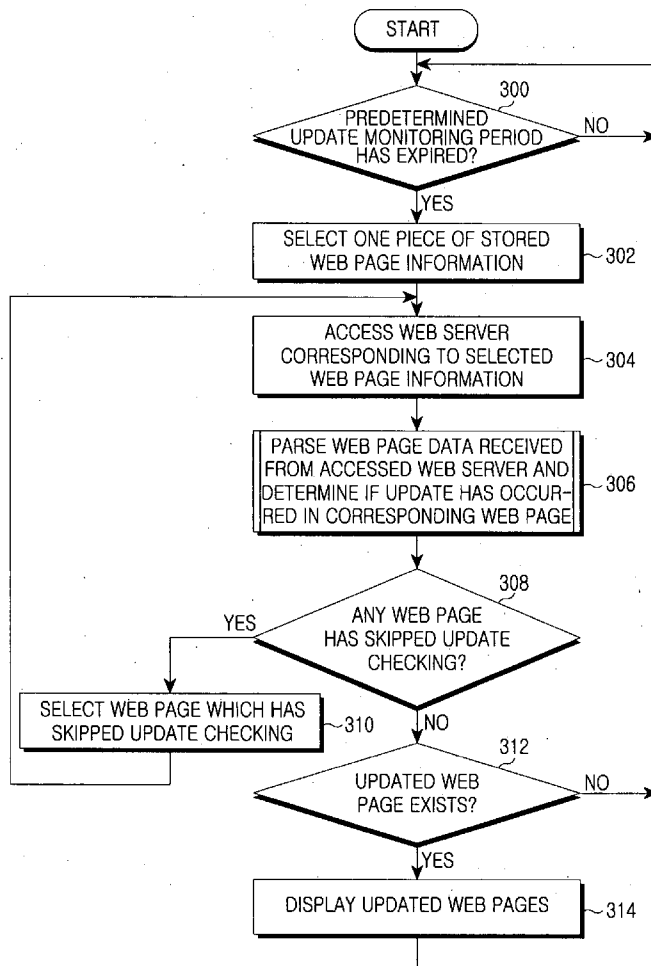 START
300
PREDETERMINED
UPDATE MONITORING PERIOD
HAS EXPIRED?
NO
YES
SELECT ONE PIECE OF STORED
WEB PAGE INFORMATION
302
ACCESS WEB SERVER
CORRESPONDING TO SELECTED
WEB PAGE INFORMATION
304
PARSE WEB PAGE DATA RECEIVED
FROM ACCESSED WEB SERVER AND
DETERMINE IF UPDATE HAS OCCUR-
RED IN CORRESPONDING WEB PAGE
306
308
ANY WEB PAGE
HAS SKIPPED UPDATE
CHECKING?
YES
SELECT WEB PAGE WHICH HAS
SKIPPED UPDATE CHECKING
310
NO
312
UPDATED WEB
PAGE EXISTS?
NO
YES
DISPLAY UPDATED WEB PAGES
314